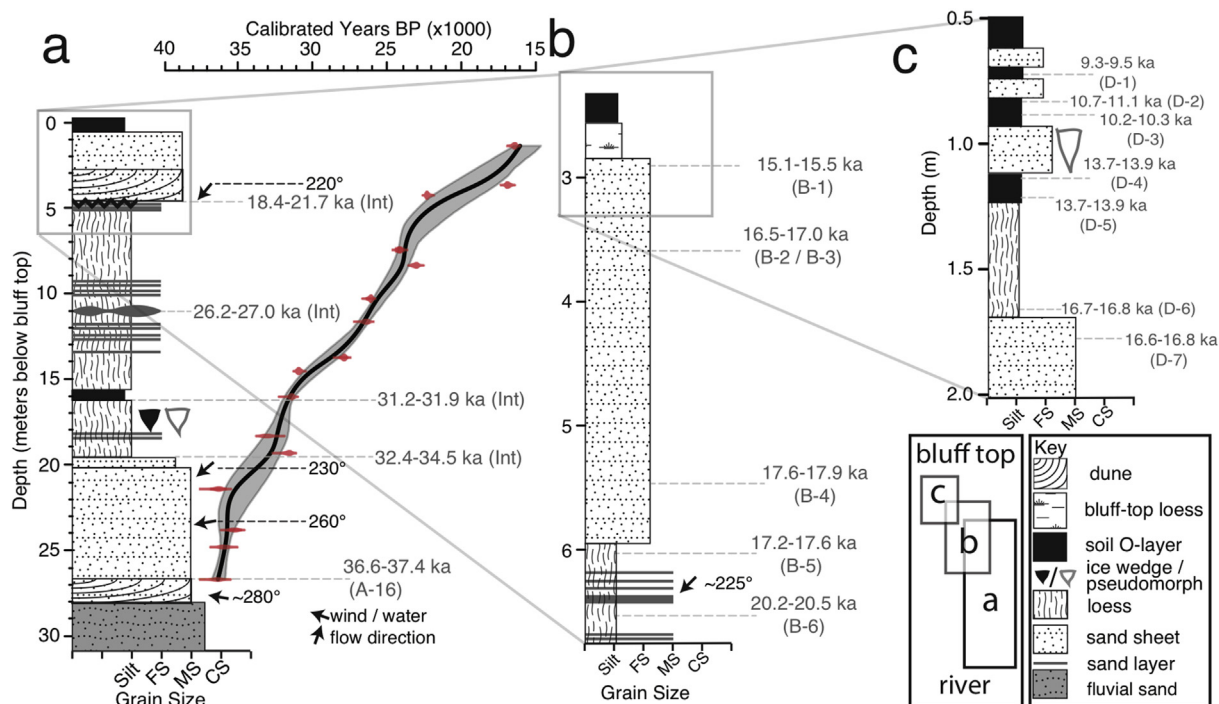 a
Calibrated Years BP (x1000)
40 35 30 25 20 15
0
5
10
15
20
25
30
Depth (meters below bluff top)
220°
18.4-21.7 ka (Int)
26.2-27.0 ka (Int)
31.2-31.9 ka (Int)
32.4-34.5 ka (Int)
230°
260°
36.6-37.4 ka
(A-16)
~280°
wind / water
flow direction
Silt FS MS CS
Grain Size
b
3
4
5
6
15.1-15.5 ka
(B-1)
16.5-17.0 ka
(B-2 / B-3)
17.6-17.9 ka
(B-4)
17.2-17.6 ka
(B-5)
~225°
20.2-20.5 ka
(B-6)
Silt FS MS CS
Grain Size
c
0.5
1.0
1.5
2.0
Depth (m)
9.3-9.5 ka
(D-1)
10.7-11.1 ka (D-2)
10.2-10.3 ka
(D-3)
13.7-13.9 ka
(D-4)
13.7-13.9 ka
(D-5)
16.7-16.8 ka (D-6)
16.6-16.8 ka
(D-7)
Silt FS MS CS
bluff top
c
b
a
river
Key
dune
bluff-top loess
soil O-layer
ice wedge /
pseudomorph
loess
sand sheet
sand layer
fluvial sand